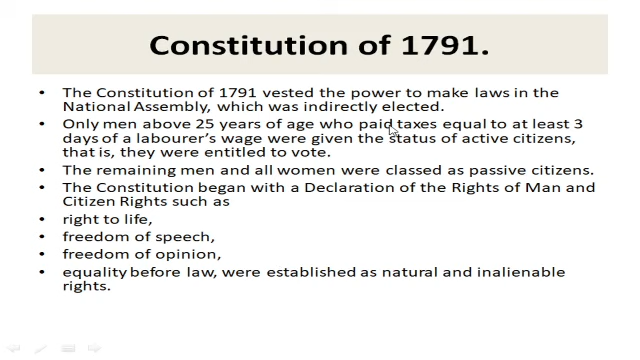 Constitution of 1791.
• The Constitution of 1791 vested the power to make laws in the
National Assembly, which was indirectly elected.
• Only men above 25 years of age who paid taxes equal to at least 3
days of a labourer's wage were given the status of active citizens,
that is, they were entitled to vote.
• The remaining men and all women were classed as passive citizens.
• The Constitution began with a Declaration of the Rights of Man and
Citizen Rights such as
• right to life,
• freedom of speech,
• freedom of opinion,
• equality before law, were established as natural and inalienable
rights.